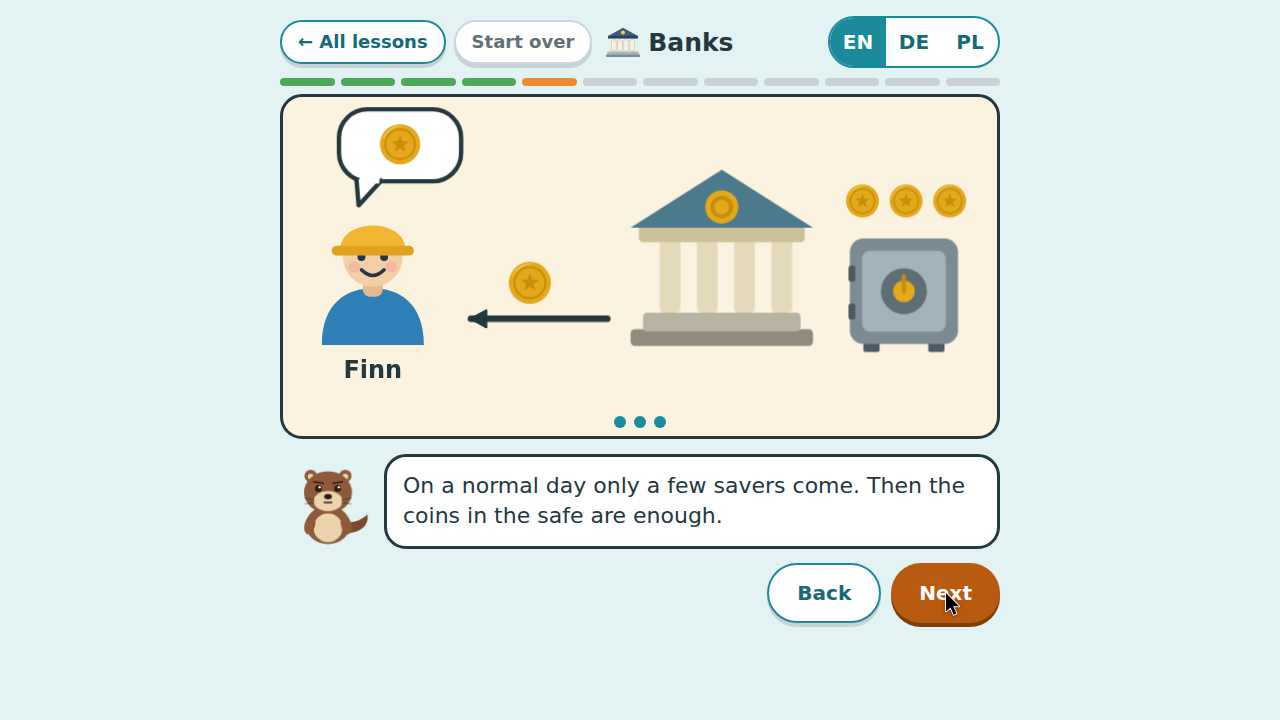 ← All lessons
Start over
Banks
EN DE PL
Finn
On a normal day only a few savers come. Then the
coins in the safe are enough.
Back
Next